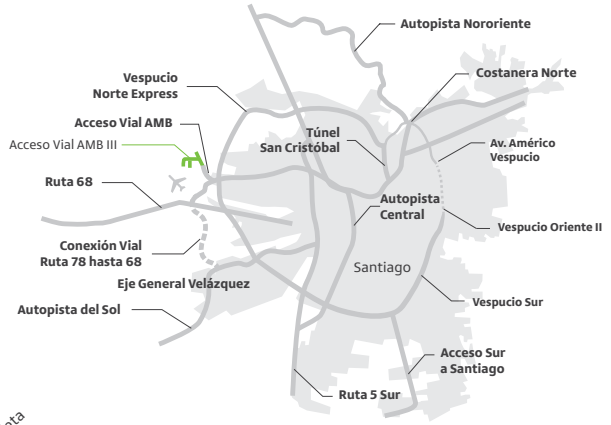 Autopista Nororiente
Vespucio
Norte Express
Costanera Norte
Acceso Vial AMB
Acceso Vial AMB III
Túnel
San Cristóbal
Av. Américo
Vespucio
Ruta 68
Autopista
Central
Vespucio Oriente II
Conexión Vial
Ruta 78 hasta 68
Santiago
Eje General Velázquez
Autopista del Sol
Vespucio Sur
Acceso Sur
a Santiago
Ruta 5 Sur